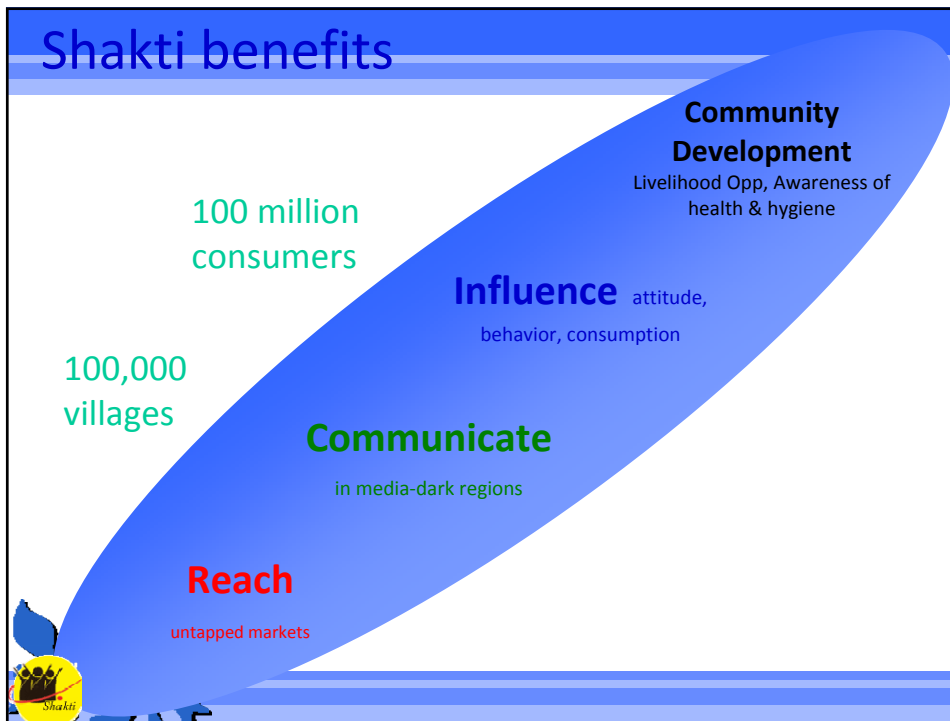 Shakti benefits
Community
Development
Livelihood Opp, Awareness of
health & hygiene
100 million
consumers
Influence attitude,
behavior, consumption
100,000
villages
Communicate
in media-dark regions
Reach
untapped markets
Shakti